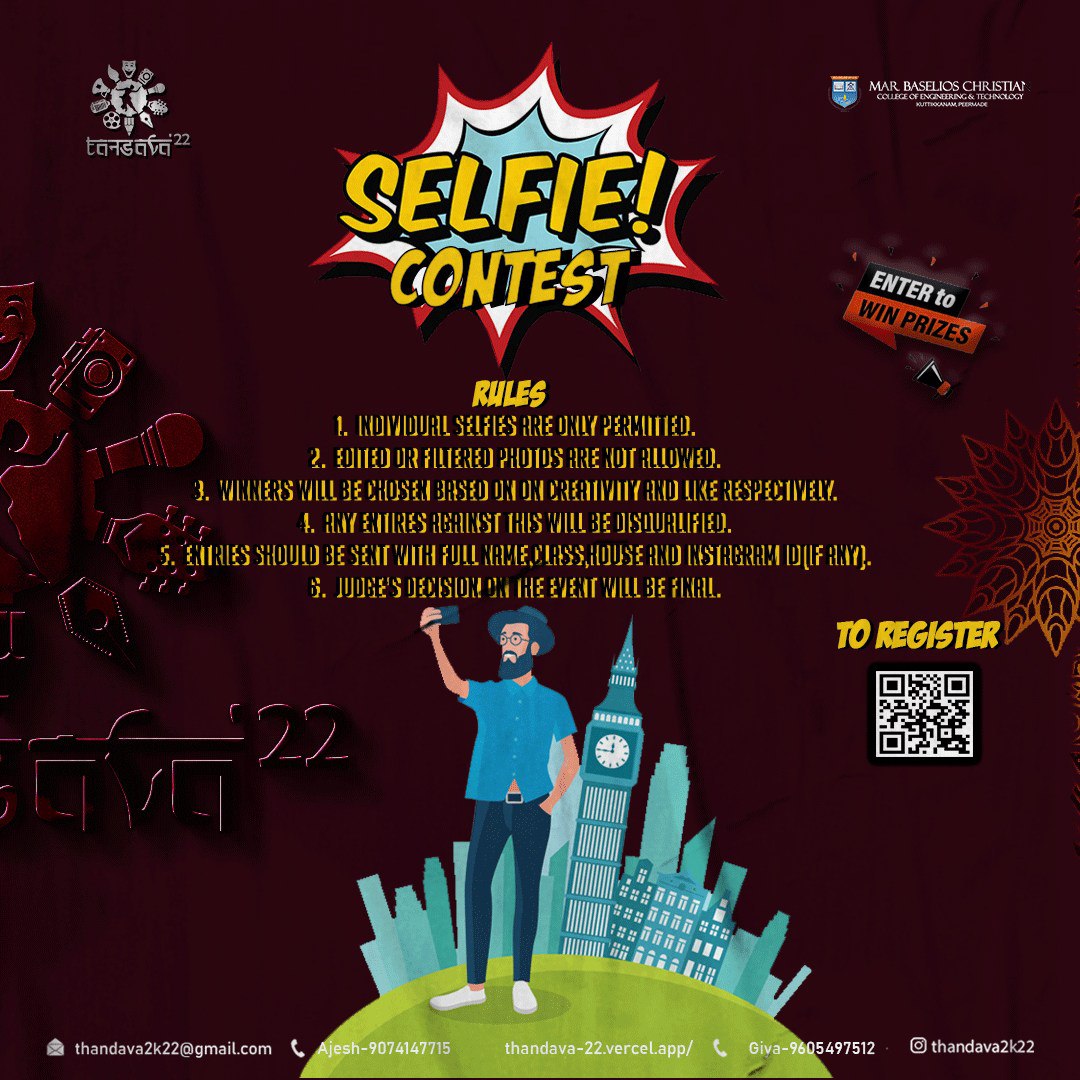 tandava'22
MAR BASELIOS CHRISTIAN
COLLEGE OF ENGINEERING & TECHNOLOGY
KUTTIKKANAM, PEERMADE
SELFIE!
CONTEST
ENTER to
WIN PRIZES
RULES
1. INDIVIDUAL SELFIES ARE ONLY PERMITTED.
2. EDITED OR FILTERED PHOTOS ARE NOT ALLOWED.
3. WINNERS WILL BE CHOSEN BASED ON ON CREATIVITY AND LIKE RESPECTIVELY.
4. ANY ENTIRES AGAINST THIS WILL BE DISQUALIFIED.
5. ENTRIES SHOULD BE SENT WITH FULL NAME,CLASS,HOUSE AND INSTAGRAM ID(IF ANY).
6. JUDGE'S DECISION ON THE EVENT WILL BE FINAL.
TO REGISTER
'22
thandava2k22@gmail.com
Ajesh-9074147715
thandava-22.vercel.app/
Giva-9605497512
thandava2k22